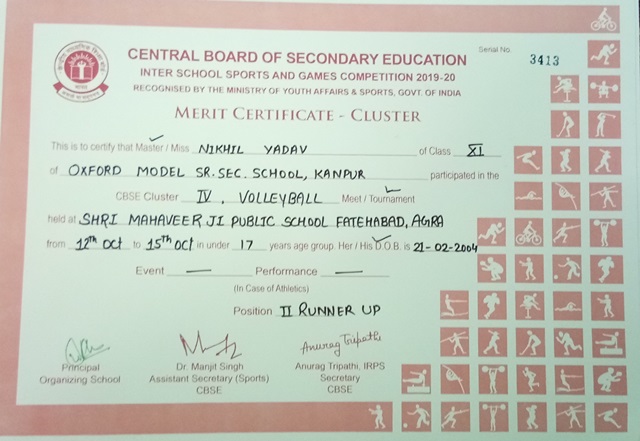 CENTRAL BOARD OF SECONDARY EDUCATION
Serial No. 3413
INTER SCHOOL SPORTS AND GAMES COMPETITION 2019-20
RECOGNISED BY THE MINISTRY OF YOUTH AFFAIRS & SPORTS, GOVT. OF INDIA
MERIT CERTIFICATE - CLUSTER
This is to certify that Master / Miss NIKHIL YADAV of Class XI
of OXFORD MODEL SR. SEC. SCHOOL, KANPUR participated in the
CBSE Cluster IV, VOLLEYBALL Meet / Tournament
held at SHRI MAHAVEER JI PUBLIC SCHOOL FATEHABAD, AGRA
from 12th Oct to 15th Oct in under 17 years age group. Her / His D.O.B. is 21-02-2004
Event — Performance —
(In Case of Athletics)
Position II RUNNER UP
Anurag Tripathi
Principal
Organizing School
Dr. Manjit Singh
Assistant Secretary (Sports)
CBSE
Anurag Tripathi, IRPS
Secretary
CBSE